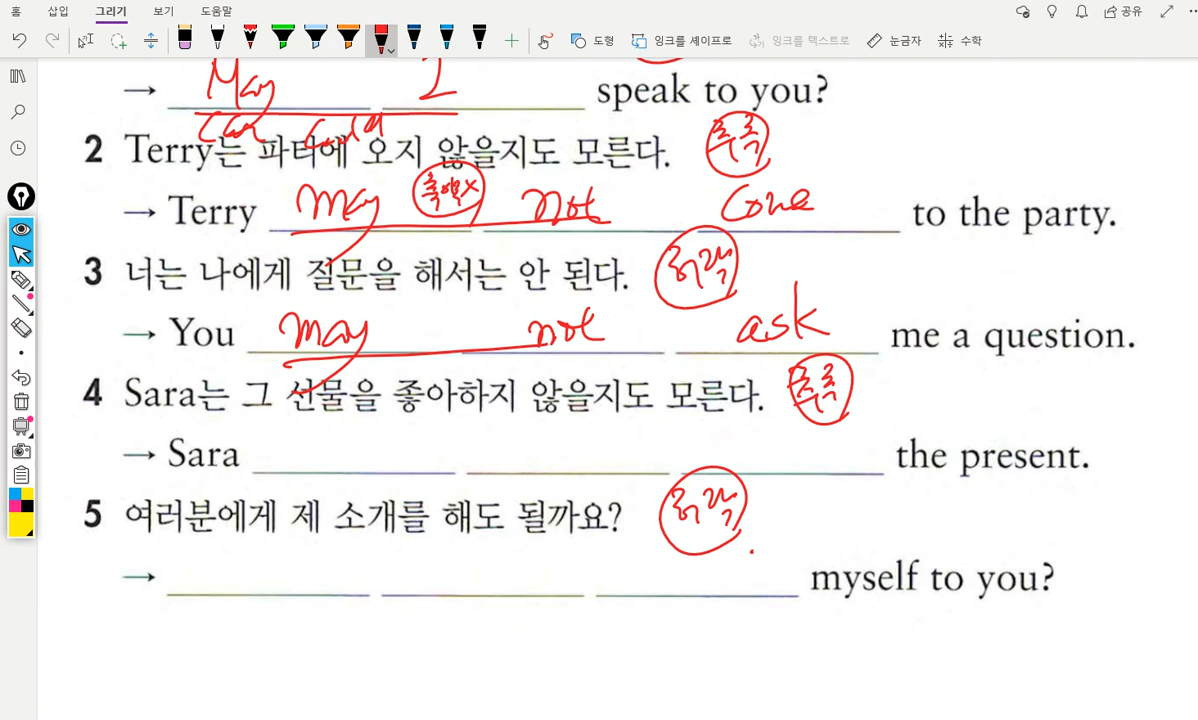 홈 삽입 그리기 보기 도움말 공유
도형 잉크를 셰이프로 잉크를 텍스트로 눈금자 수학
→ May I speak to you?
Can Could
2 Terry는 파티에 오지 않을지도 모른다. 추측
→ Terry may 축약X not come to the party.
3 너는 나에게 질문을 해서는 안 된다. 허락
→ You may not ask me a question.
4 Sara는 그 선물을 좋아하지 않을지도 모른다. 추측
→ Sara the present.
5 여러분에게 제 소개를 해도 될까요? 허락
→ myself to you?